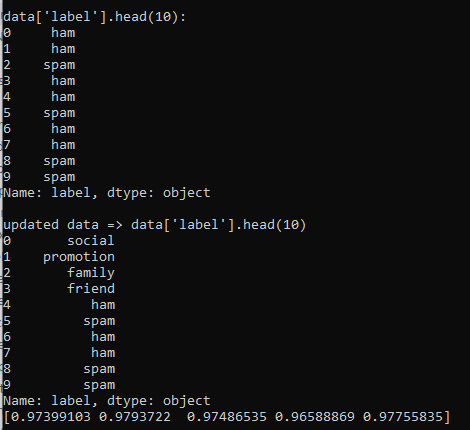 data['label'].head(10):
0 ham
1 ham
2 spam
3 ham
4 ham
5 spam
6 ham
7 ham
8 spam
9 spam
Name: label, dtype: object
updated data => data['label'].head(10)
0 social
1 promotion
2 family
3 friend
4 ham
5 spam
6 ham
7 ham
8 spam
9 spam
Name: label, dtype: object
[0.97399103 0.9793722  0.97486535 0.96588869 0.97755835]